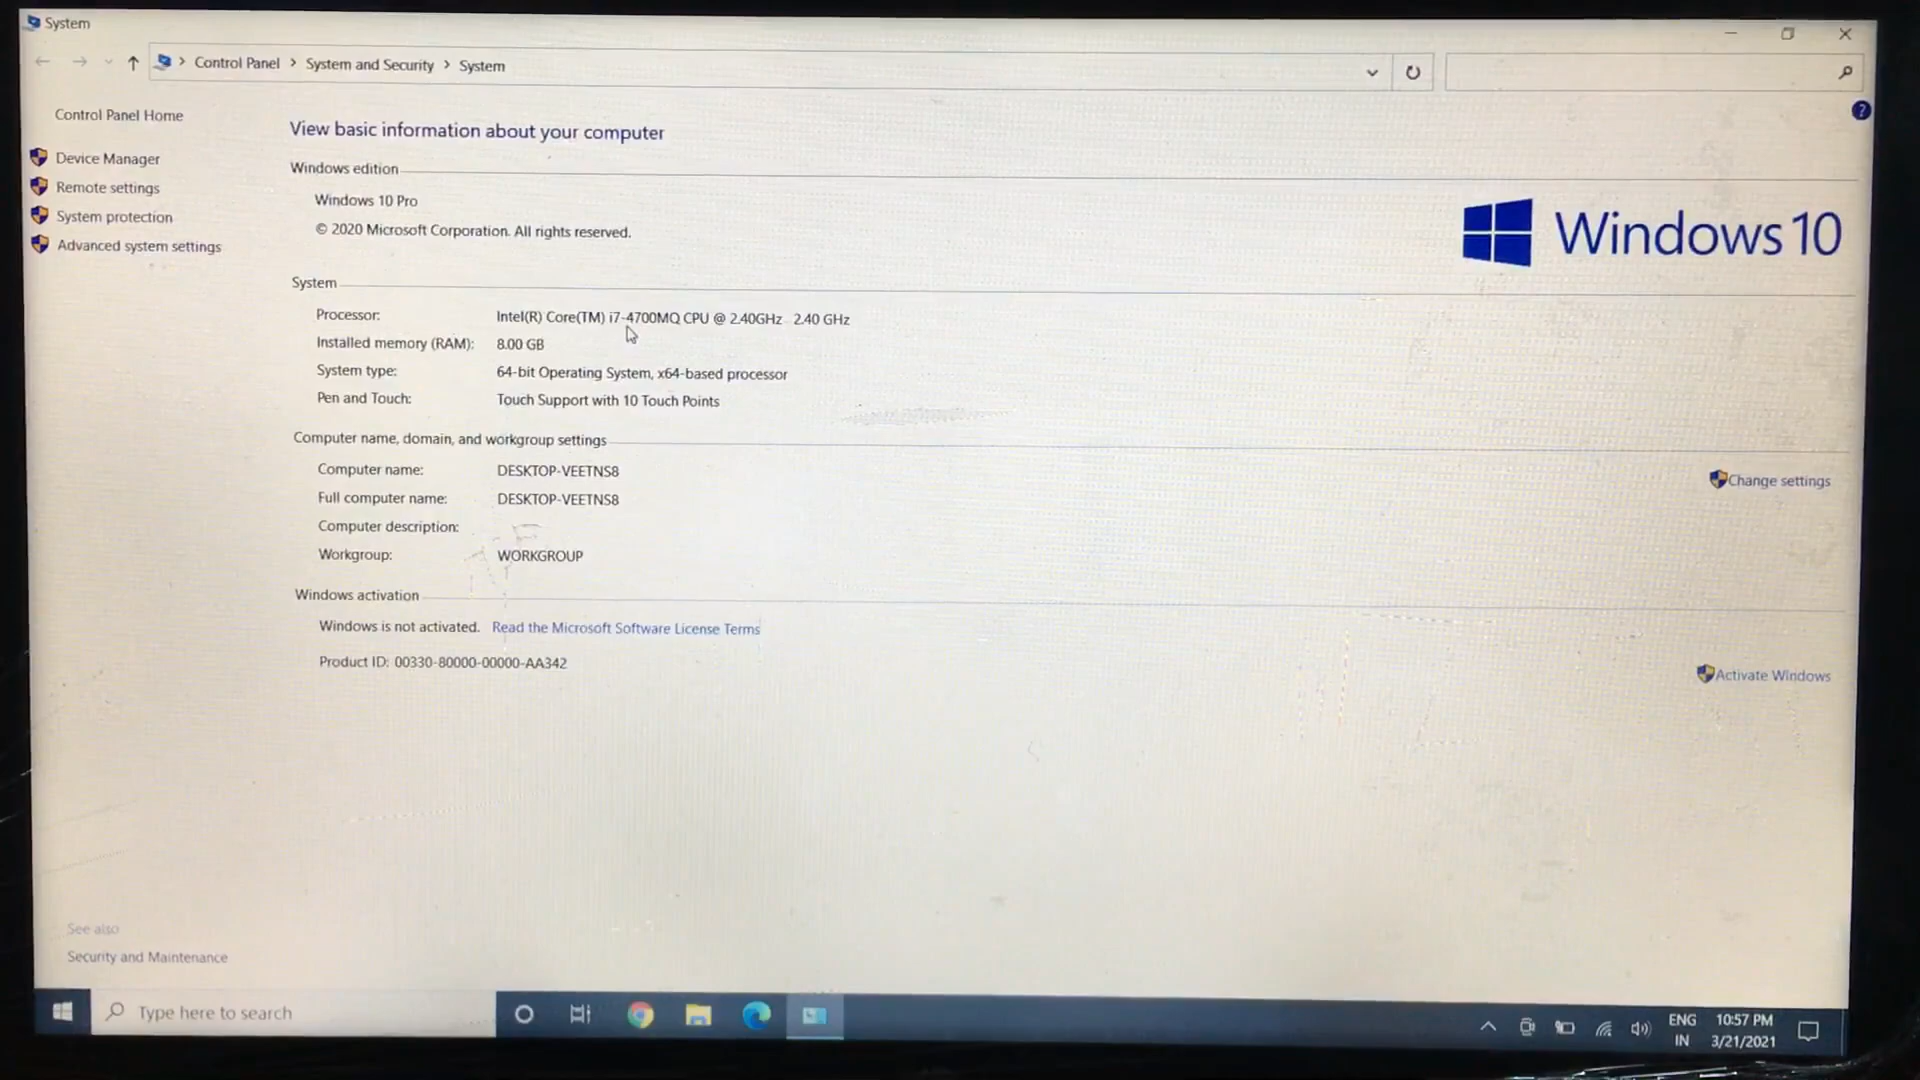 System
Control Panel > System and Security > System
Control Panel Home
Device Manager
Remote settings
System protection
Advanced system settings
View basic information about your computer
Windows edition
Windows 10 Pro
© 2020 Microsoft Corporation. All rights reserved.
Windows 10
System
Processor: Intel(R) Core(TM) i7-4700MQ CPU @ 2.40GHz 2.40 GHz
Installed memory (RAM): 8.00 GB
System type: 64-bit Operating System, x64-based processor
Pen and Touch: Touch Support with 10 Touch Points
Computer name, domain, and workgroup settings
Computer name: DESKTOP-VEETNS8
Change settings
Full computer name: DESKTOP-VEETNS8
Computer description:
Workgroup: WORKGROUP
Windows activation
Windows is not activated. Read the Microsoft Software License Terms
Product ID: 00330-80000-00000-AA342
Activate Windows
See also
Security and Maintenance
Type here to search
ENG
IN
10:57 PM
3/21/2021